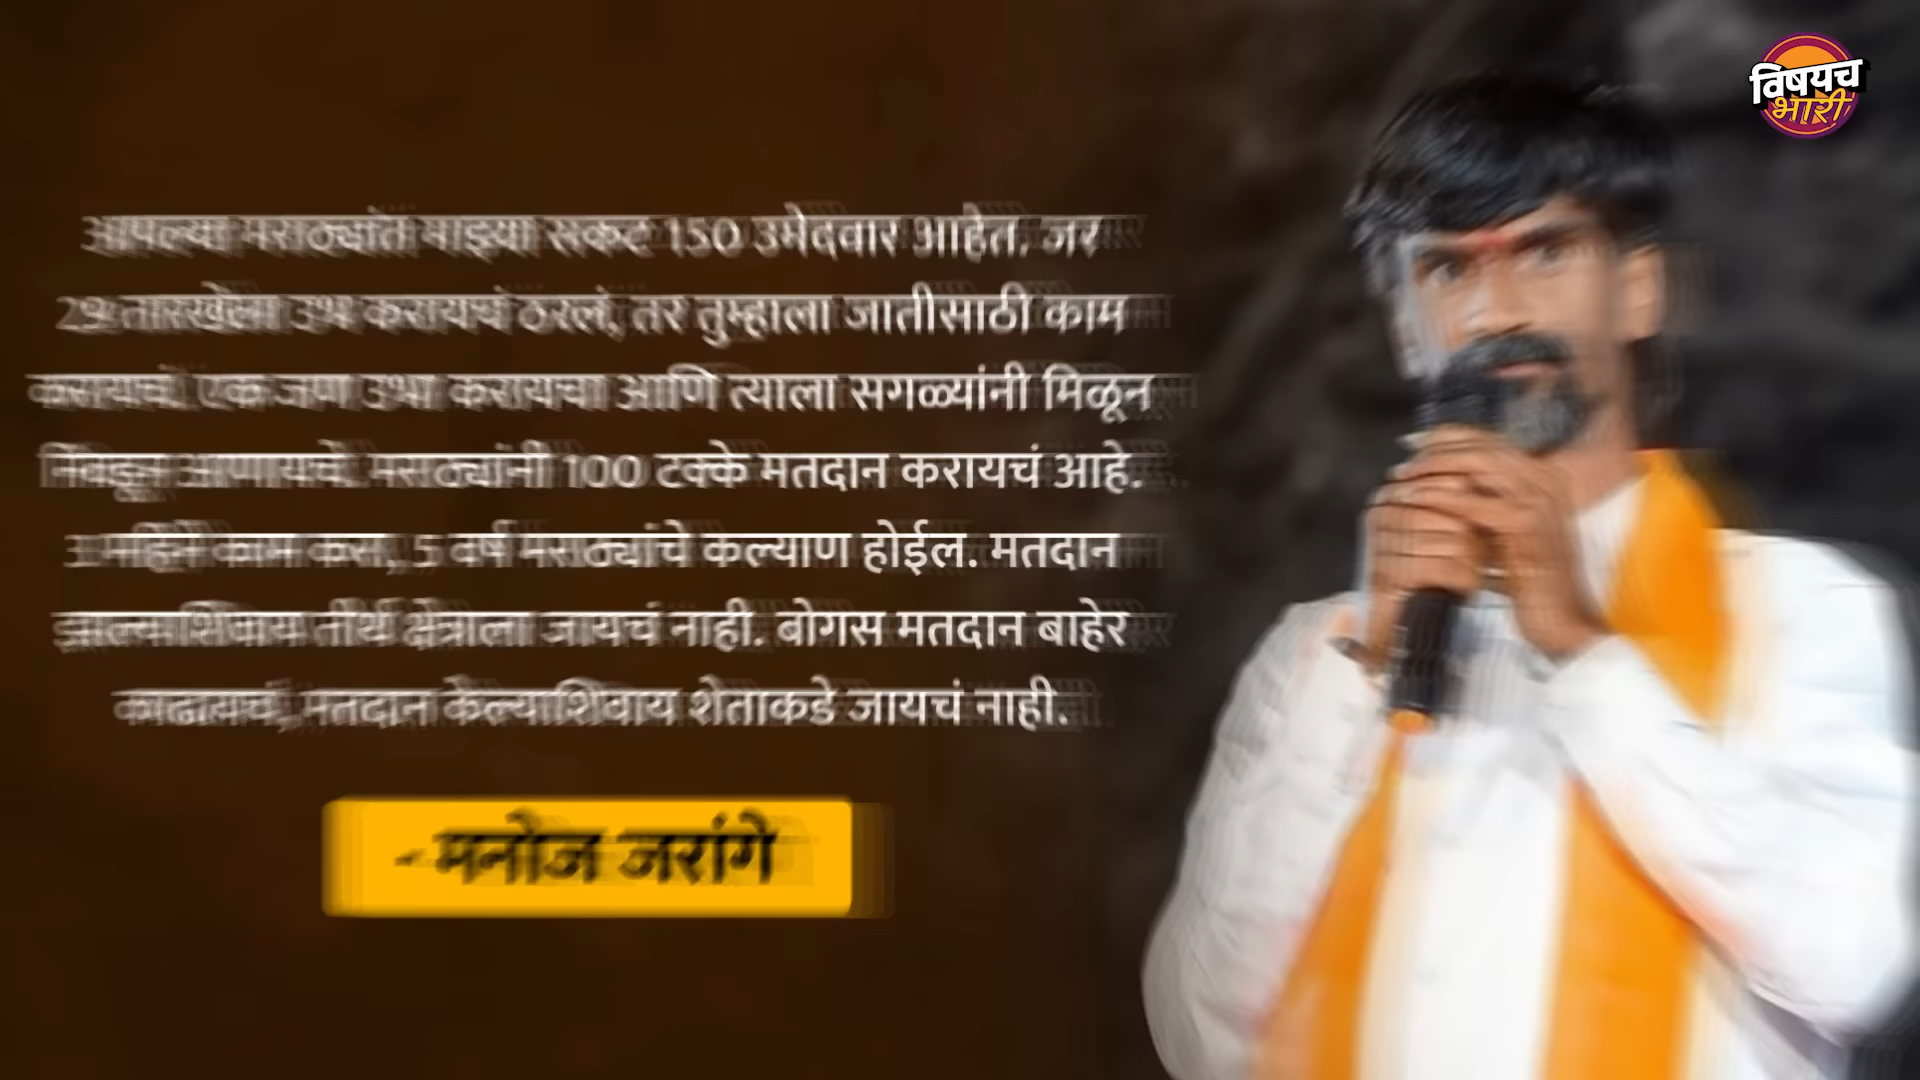 विषयच
भारी
आपल्या मराठ्यांत माझ्या सकट 150 उमेदवार आहेत. जर
29 तारखेला उभं करायचं ठरलं, तर तुम्हाला जातीसाठी काम
करायचं. एक जण उभा करायचा आणि त्याला सगळ्यांनी मिळून
निवडून आणायचे. मराठ्यांनी 100 टक्के मतदान करायचं आहे.
3 महिने काम करा, 5 वर्ष मराठ्यांचे कल्याण होईल. मतदान
झाल्याशिवाय तीर्थ क्षेत्राला जायचं नाही. बोगस मतदान बाहेर
काढायचं, मतदान केल्याशिवाय शेताकडे जायचं नाही.
- मनोज जरांगे